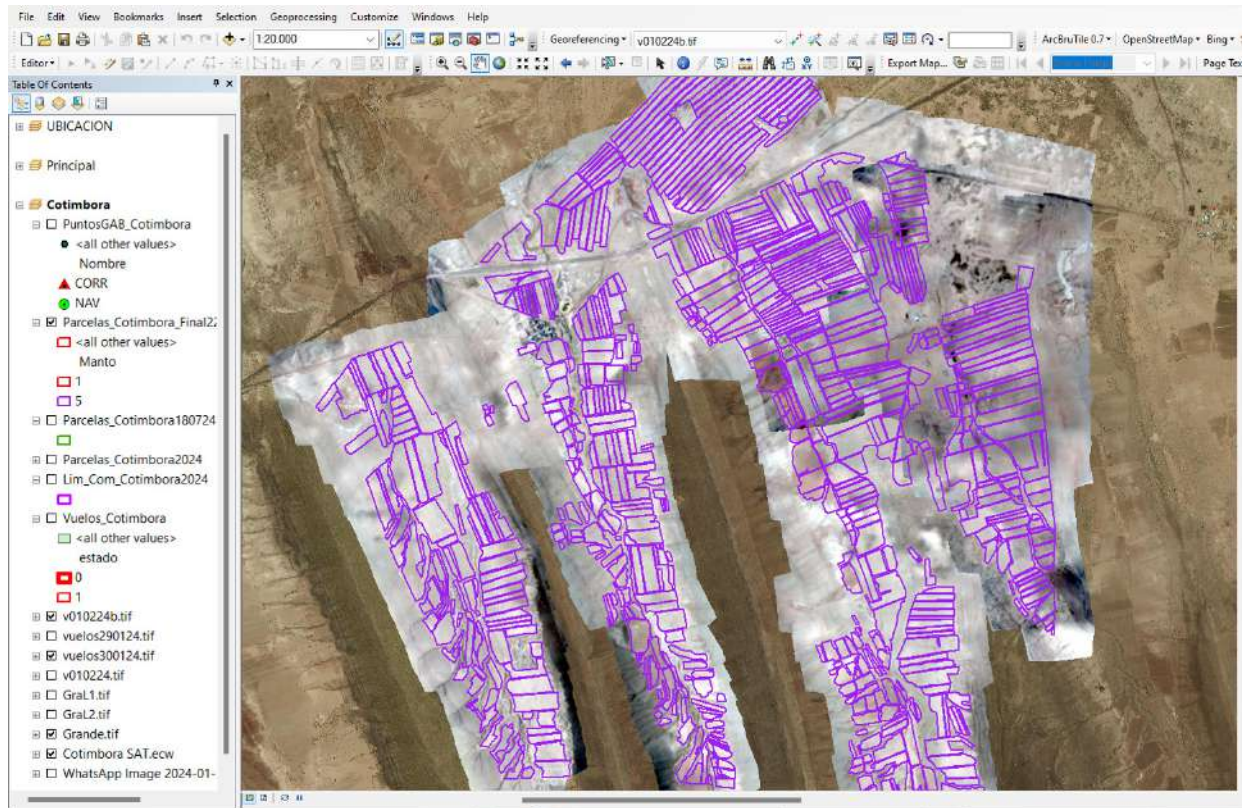 File Edit View Bookmarks Insert Selection Geoprocessing Customize Windows Help
1:20.000 Georeferencing v010224b.tif ArcBruTile 0.7 OpenStreetMap Bing
Editor Export Map... Page Tex
Table Of Contents
UBICACION
Principal
Cotimbora
PuntosGAB_Cotimbora
<all other values>
Nombre
CORR
NAV
Parcelas_Cotimbora_Final22
<all other values>
Manto
1
5
Parcelas_Cotimbora180724
Parcelas_Cotimbora2024
Lim_Com_Cotimbora2024
Vuelos_Cotimbora
<all other values>
estado
0
1
v010224b.tif
vuelos290124.tif
vuelos300124.tif
v010224.tif
GraL1.tif
GraL2.tif
Grande.tif
Cotimbora SAT.ecw
WhatsApp Image 2024-01-